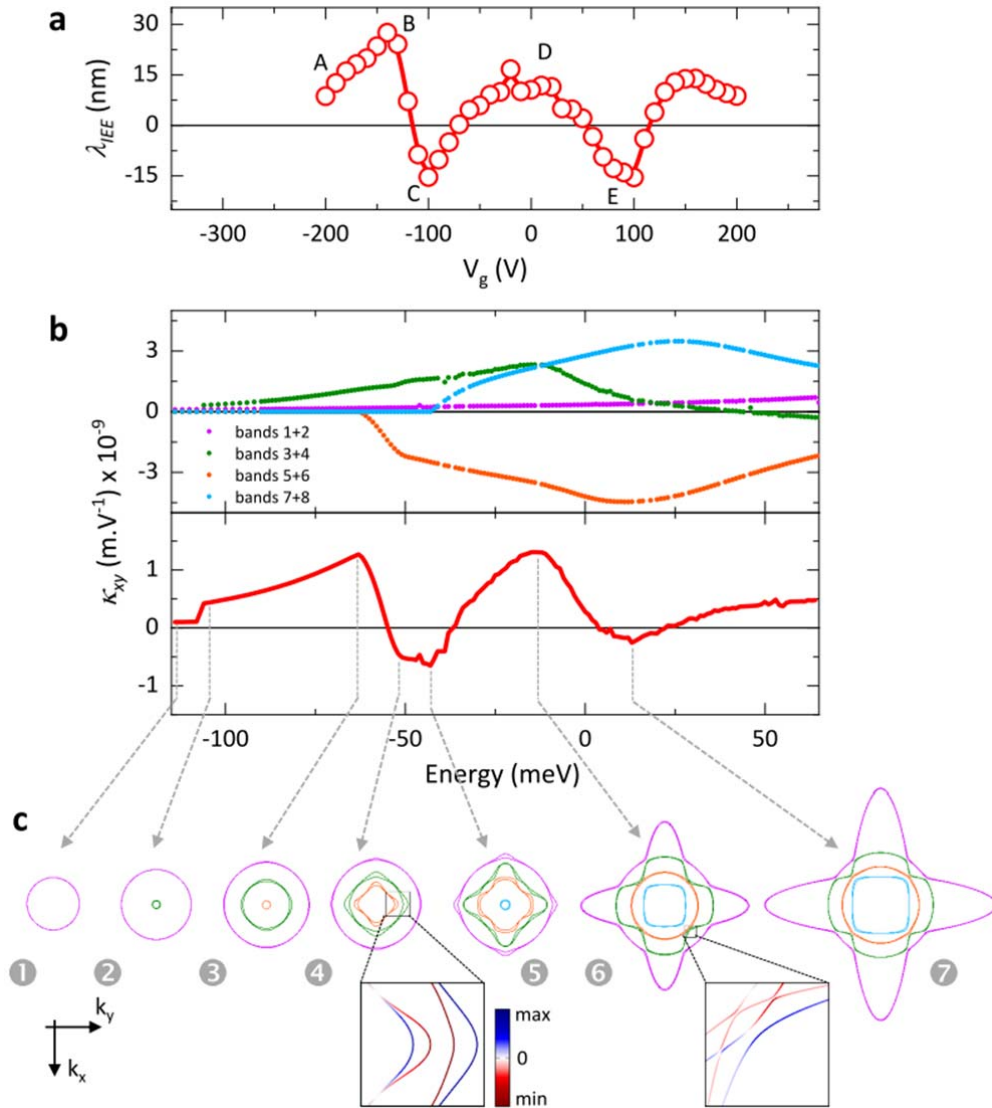 a
30
15
0
-15
λIEE (nm)
A
B
C
D
E
-300 -200 -100 0 100 200
Vg (V)
b
3
0
-3
bands 1+2
bands 3+4
bands 5+6
bands 7+8
κxy (m.V-1) x 10-9
1
0
-1
-100 -50 0 50
Energy (meV)
c
1 2 3 4 5 6 7
ky
kx
max
0
min